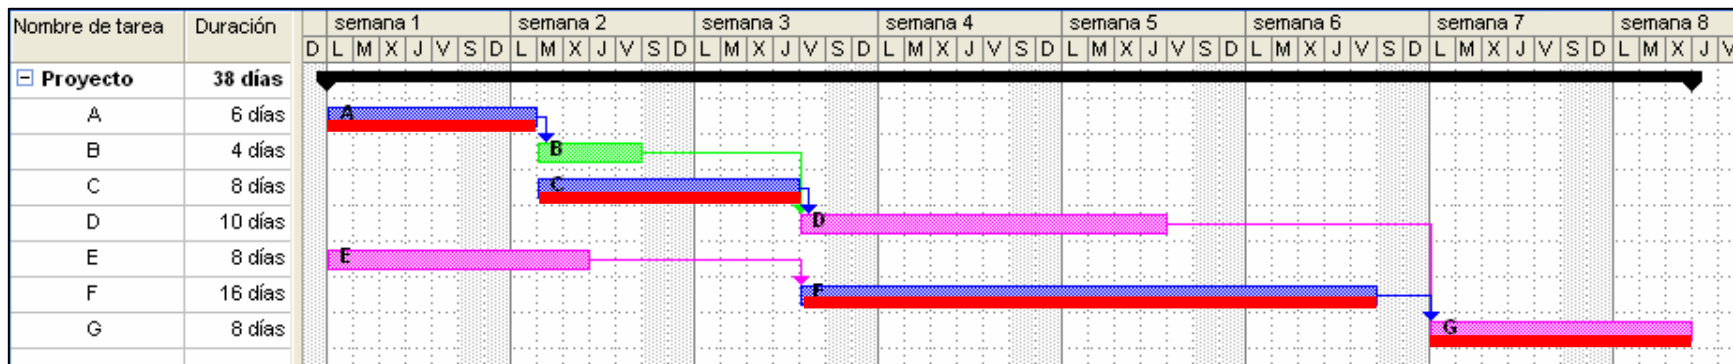 Nombre de tarea Duración semana 1 semana 2 semana 3 semana 4 semana 5 semana 6 semana 7 semana 8
D L M X J V S D L M X J V S D L M X J V S D L M X J V S D L M X J V S D L M X J V S D L M X J V S D L M X J V
Proyecto 38 días
A 6 días A
B 4 días B
C 8 días C
D 10 días D
E 8 días E
F 16 días F
G 8 días G